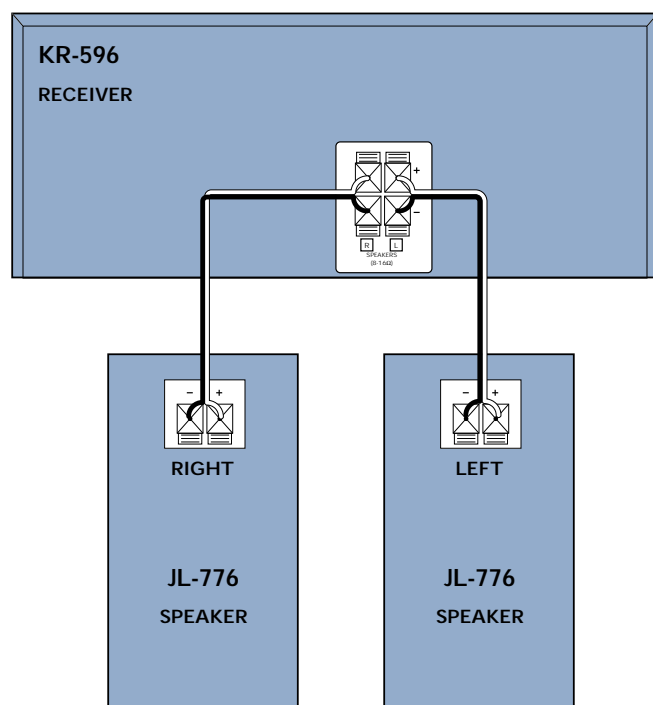 KR-596
RECEIVER
+
−
R L
SPEAKERS
(8-16Ω)
− +
− +
RIGHT
LEFT
JL-776
SPEAKER
JL-776
SPEAKER